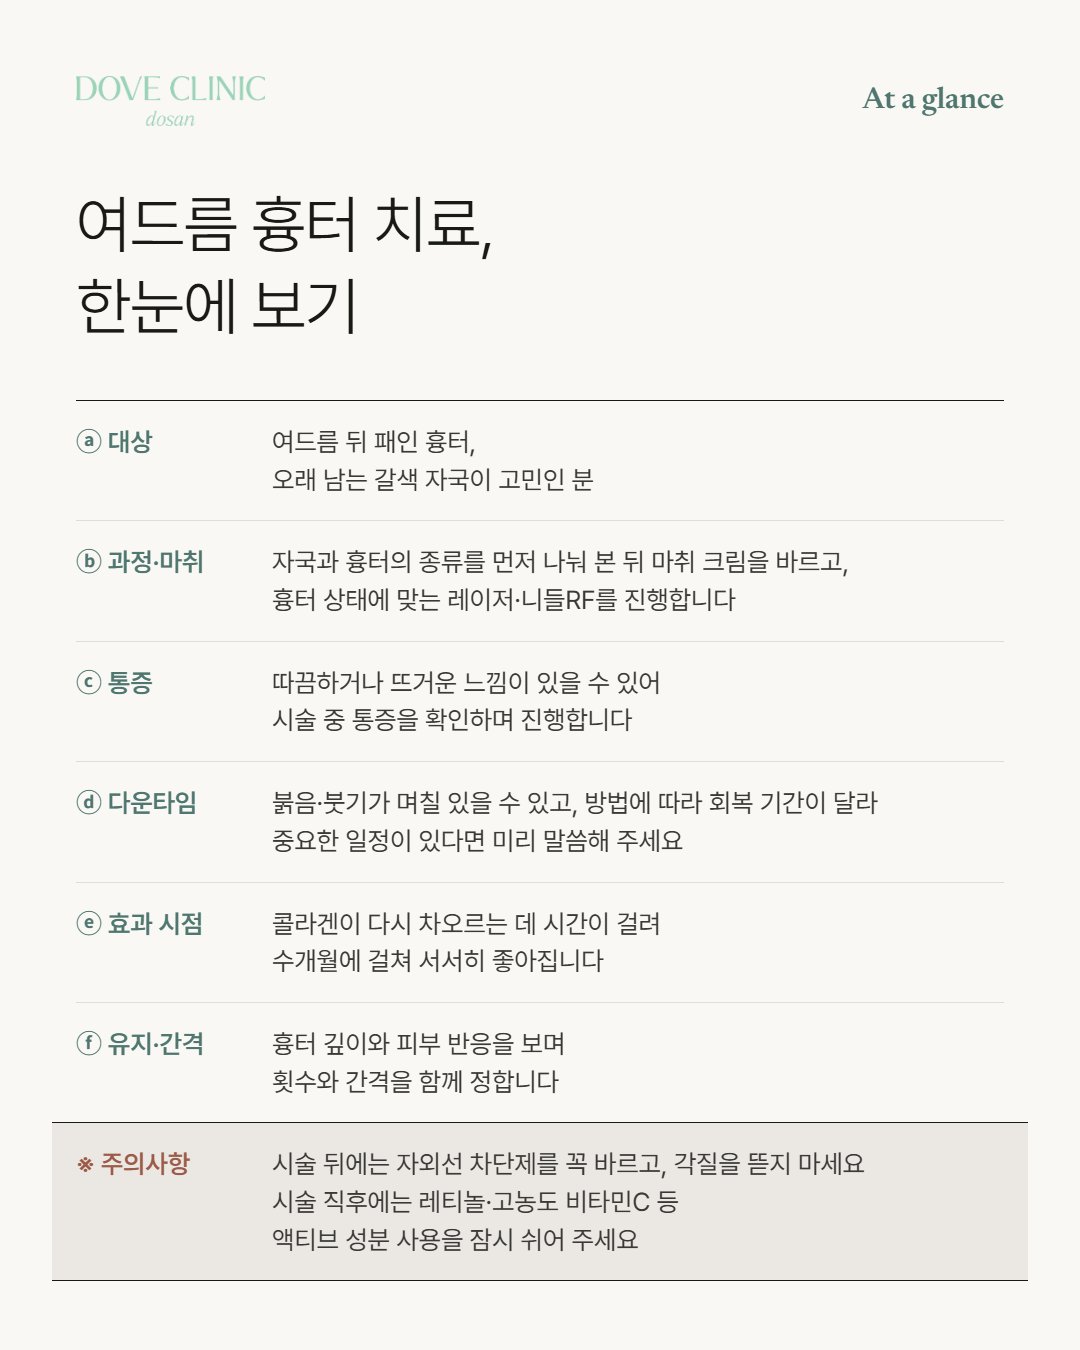 DOVE CLINIC
dosan
At a glance
여드름 흉터 치료,
한눈에 보기
ⓐ 대상
여드름 뒤 패인 흉터,
오래 남는 갈색 자국이 고민인 분
ⓑ 과정·마취
자국과 흉터의 종류를 먼저 나눠 본 뒤 마취 크림을 바르고,
흉터 상태에 맞는 레이저·니들RF를 진행합니다
ⓒ 통증
따끔하거나 뜨거운 느낌이 있을 수 있어
시술 중 통증을 확인하며 진행합니다
ⓓ 다운타임
붉음·붓기가 며칠 있을 수 있고, 방법에 따라 회복 기간이 달라
중요한 일정이 있다면 미리 말씀해 주세요
ⓔ 효과 시점
콜라겐이 다시 차오르는 데 시간이 걸려
수개월에 걸쳐 서서히 좋아집니다
ⓕ 유지·간격
흉터 깊이와 피부 반응을 보며
횟수와 간격을 함께 정합니다
※ 주의사항
시술 뒤에는 자외선 차단제를 꼭 바르고, 각질을 뜯지 마세요
시술 직후에는 레티놀·고농도 비타민C 등
액티브 성분 사용을 잠시 쉬어 주세요